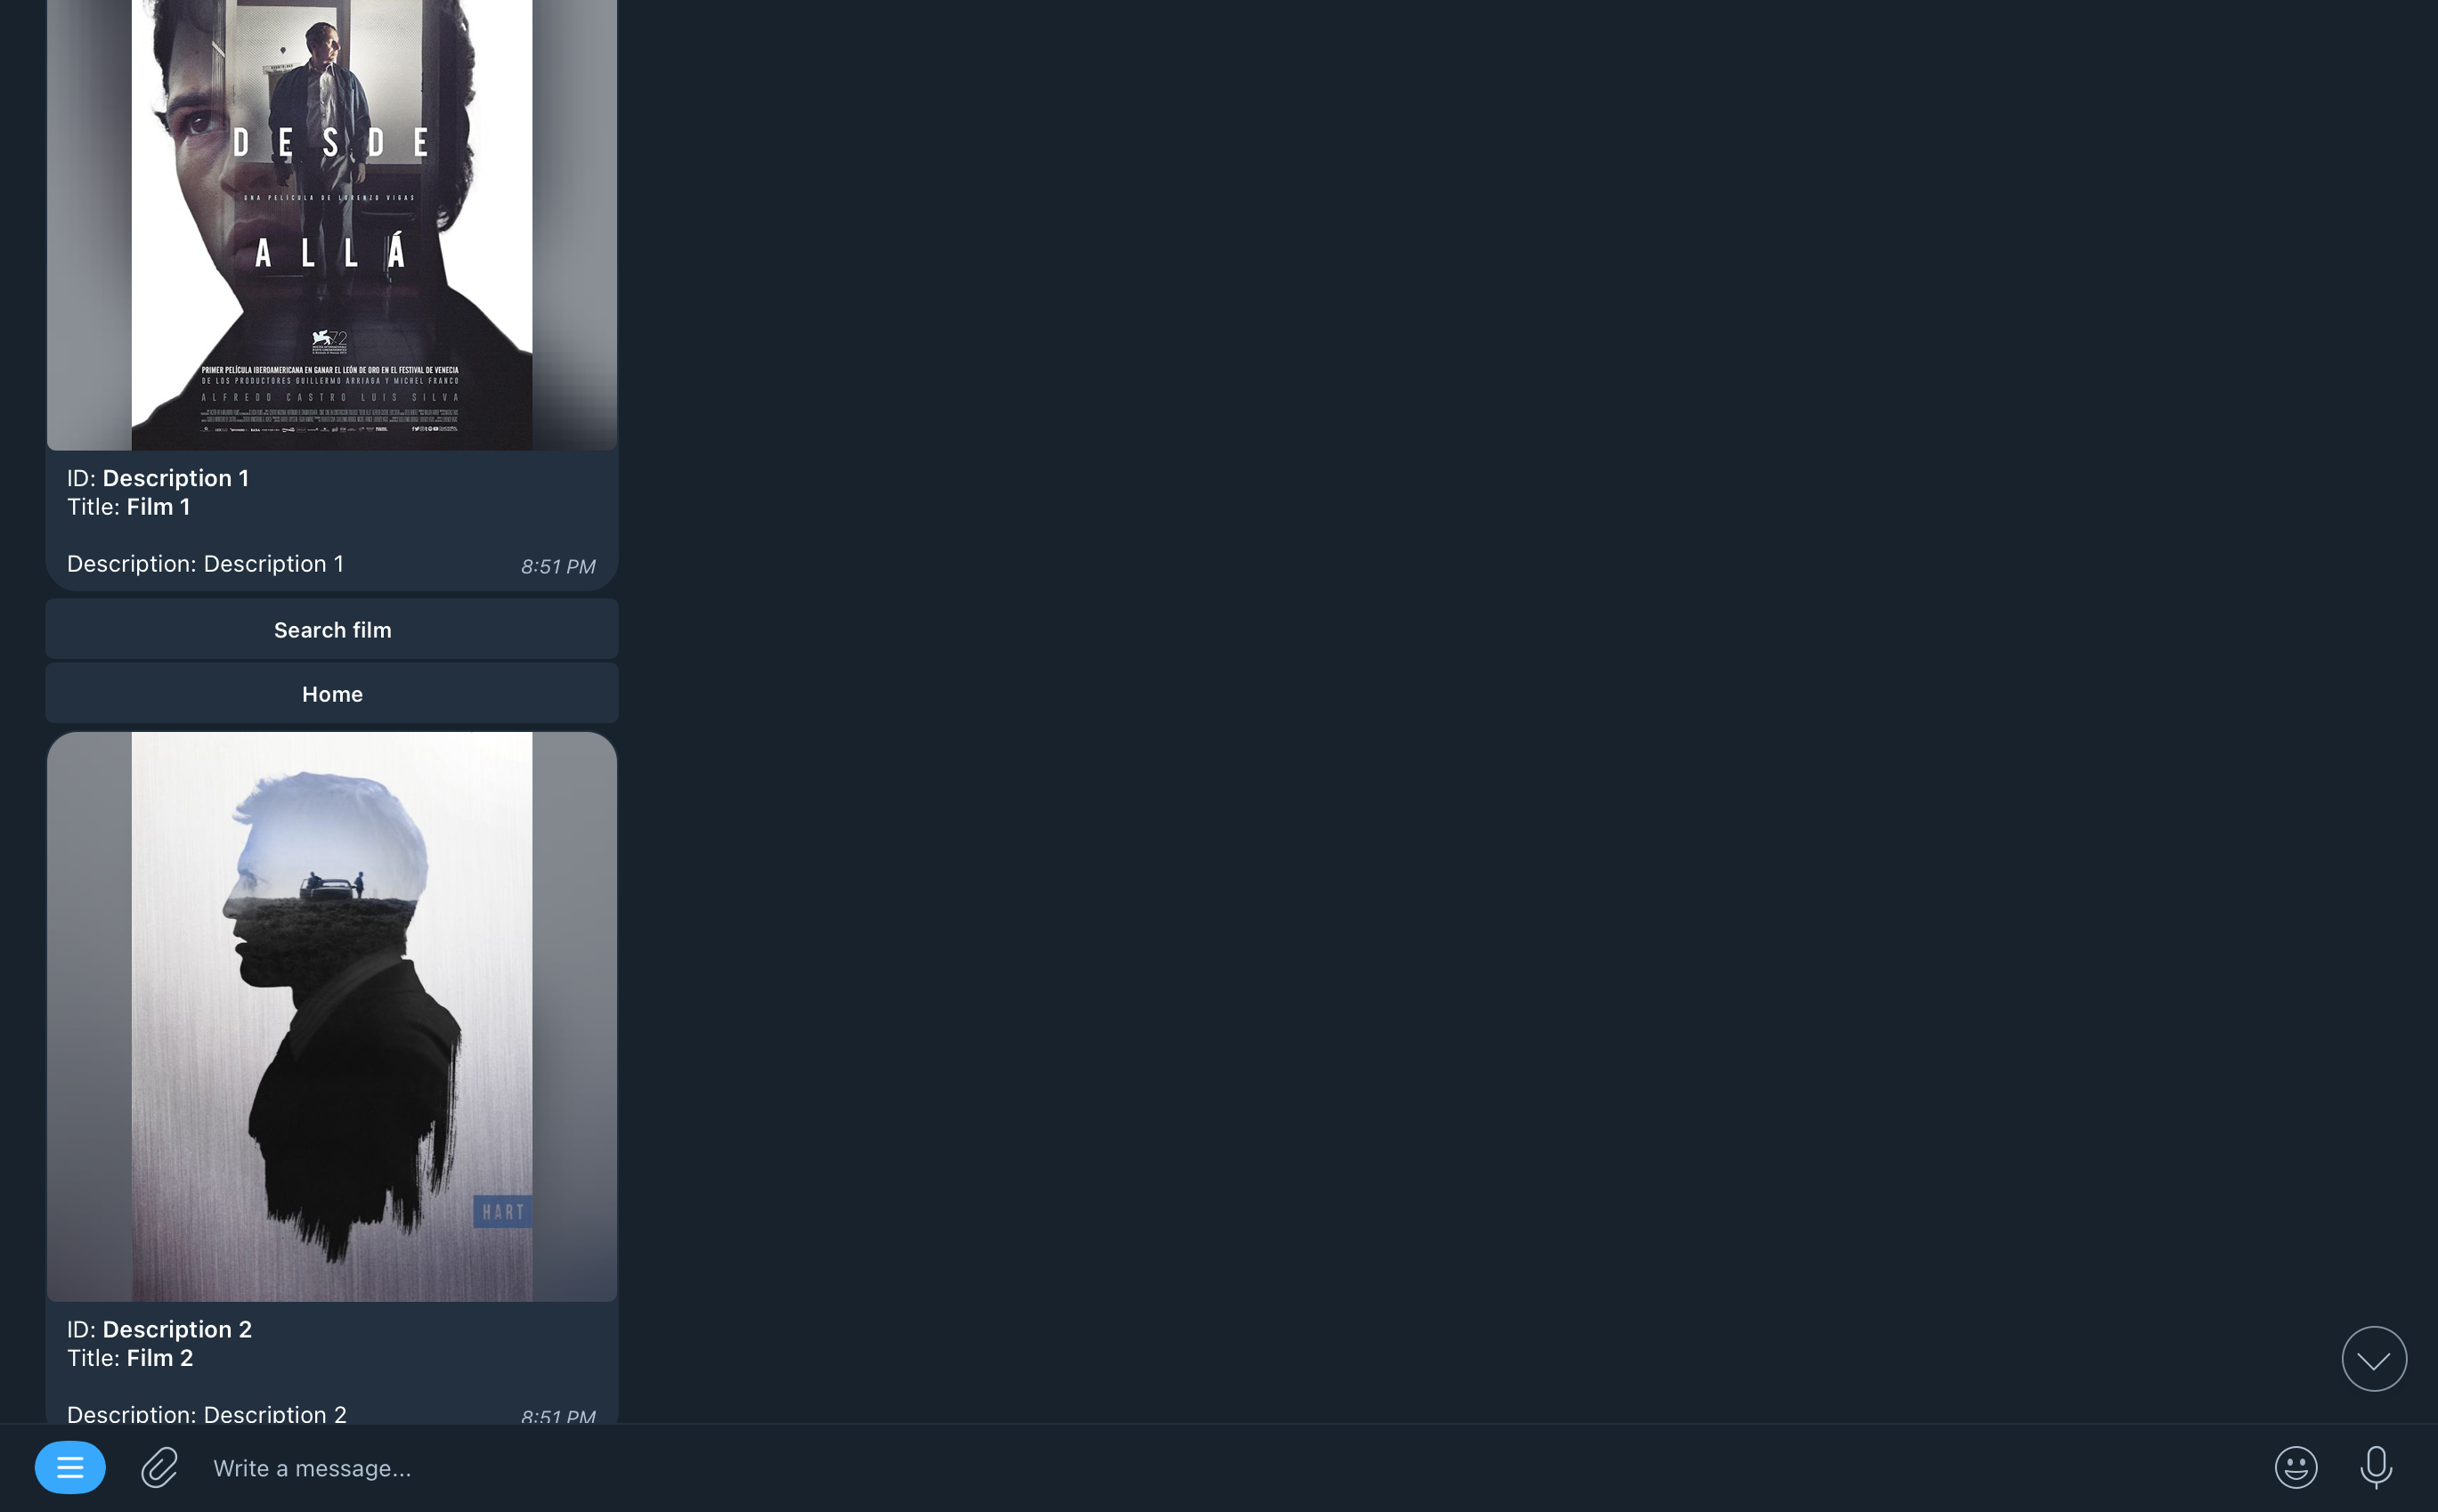 DESDE
UNA PELÍCULA DE LORENZO VIGAS
ALLÁ
72
PRIMER PELÍCULA IBEROAMERICANA EN GANAR EL LEÓN DE ORO EN EL FESTIVAL DE VENECIA
DE LOS PRODUCTORES GUILLERMO ARRIAGA Y MICHEL FRANCO
ALFREDO CASTRO LUIS SILVA
ID: Description 1
Title: Film 1
Description: Description 1
8:51 PM
Search film
Home
HART
ID: Description 2
Title: Film 2
Description: Description 2
8:51 PM
Write a message...